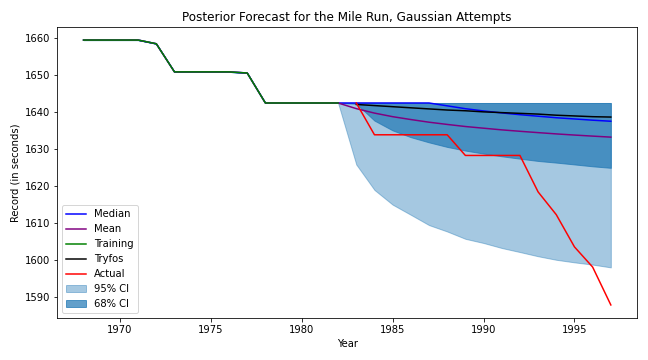 Posterior Forecast for the Mile Run, Gaussian Attempts
Record (in seconds)
1660
1650
1640
1630
1620
1610
1600
1590
Median
Mean
Training
Tryfos
Actual
95% CI
68% CI
1970
1975
1980
1985
1990
1995
Year